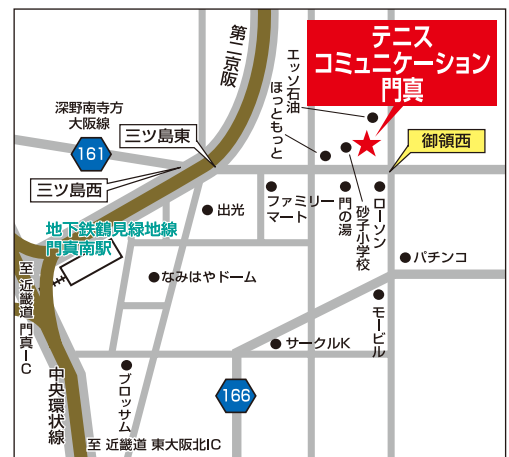 テニス
コミュニケーション
門真
第二京阪
エッソ石油
ほっともっと
深野南寺方
大阪線
161
三ツ島東
三ツ島西
御領西
出光
ファミリー
マート
門の湯
砂子小学校
ローソン
地下鉄鶴見緑地線
門真南駅
パチンコ
なみはやドーム
至 近畿道 門真IC
モービル
サークルK
ブロッサム
166
中央環状線
至 近畿道 東大阪北IC